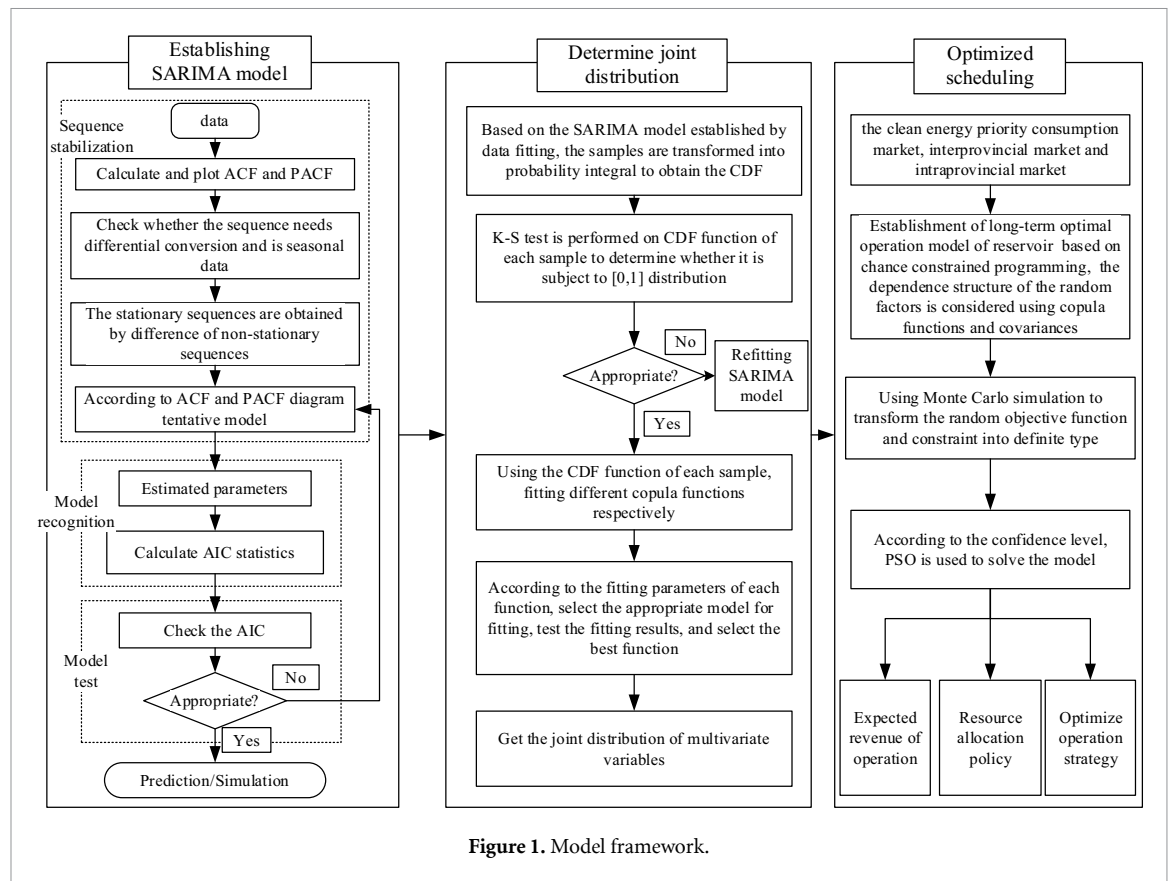 Establishing
SARIMA model
Sequence
stabilization
data
Calculate and plot ACF and PACF
Check whether the sequence needs
differential conversion and is seasonal
data
The stationary sequences are obtained
by difference of non-stationary
sequences
According to ACF and PACF diagram
tentative model
Model
recognition
Estimated parameters
Calculate AIC statistics
Model
test
Check the AIC
Appropriate?
No
Yes
Prediction/Simulation
Determine joint
distribution
Based on the SARIMA model established by
data fitting, the samples are transformed into
probability integral to obtain the CDF
K-S test is performed on CDF function of
each sample to determine whether it is
subject to [0,1] distribution
Appropriate?
No
Refitting
SARIMA
model
Yes
Using the CDF function of each sample,
fitting different copula functions
respectively
According to the fitting parameters of each
function, select the appropriate model for
fitting, test the fitting results, and select the
best function
Get the joint distribution of multivariate
variables
Optimized
scheduling
the clean energy priority consumption
market, interprovincial market and
intraprovincial market
Establishment of long-term optimal
operation model of reservoir based on
chance constrained programming, the
dependence structure of the random
factors is considered using copula
functions and covariances
Using Monte Carlo simulation to
transform the random objective function
and constraint into definite type
According to the confidence level,
PSO is used to solve the model
Expected
revenue of
operation
Resource
allocation
policy
Optimize
operation
strategy
Figure 1. Model framework.